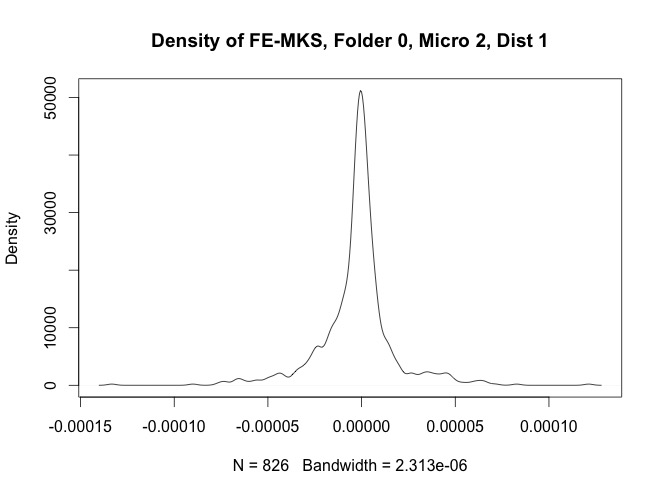 Density of FE-MKS, Folder 0, Micro 2, Dist 1
Density
50000
30000
10000
0
-0.00015 -0.00010 -0.00005 0.00000 0.00005 0.00010
N = 826 Bandwidth = 2.313e-06